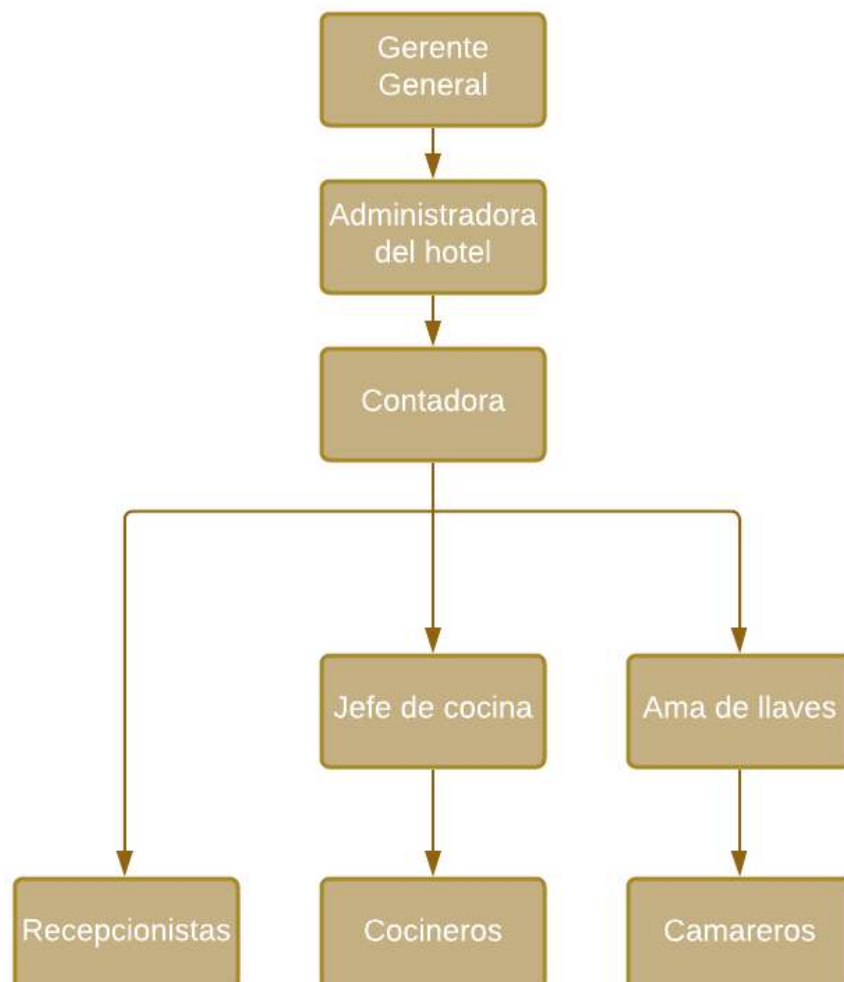 Gerente
General
Administradora
del hotel
Contadora
Jefe de cocina
Ama de llaves
Recepcionistas
Cocineros
Camareros